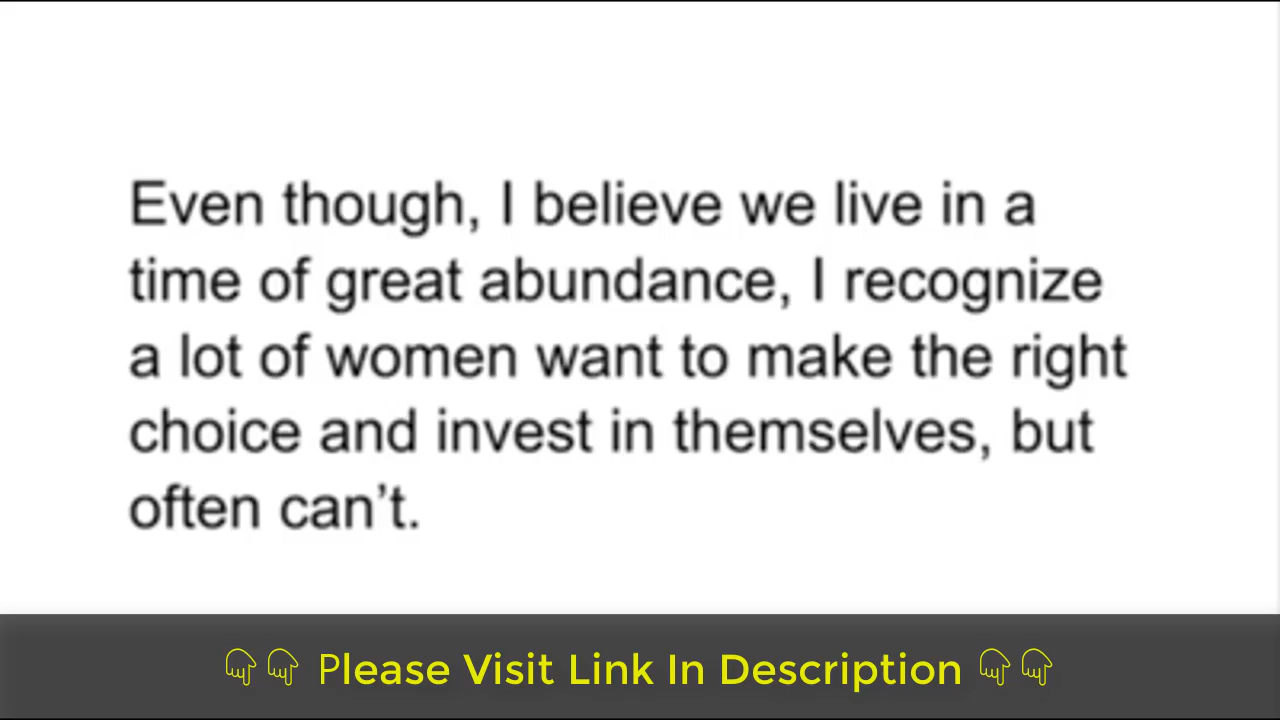 Even though, I believe we live in a
time of great abundance, I recognize
a lot of women want to make the right
choice and invest in themselves, but
often can’t.
👇👇 Please Visit Link In Description 👇👇